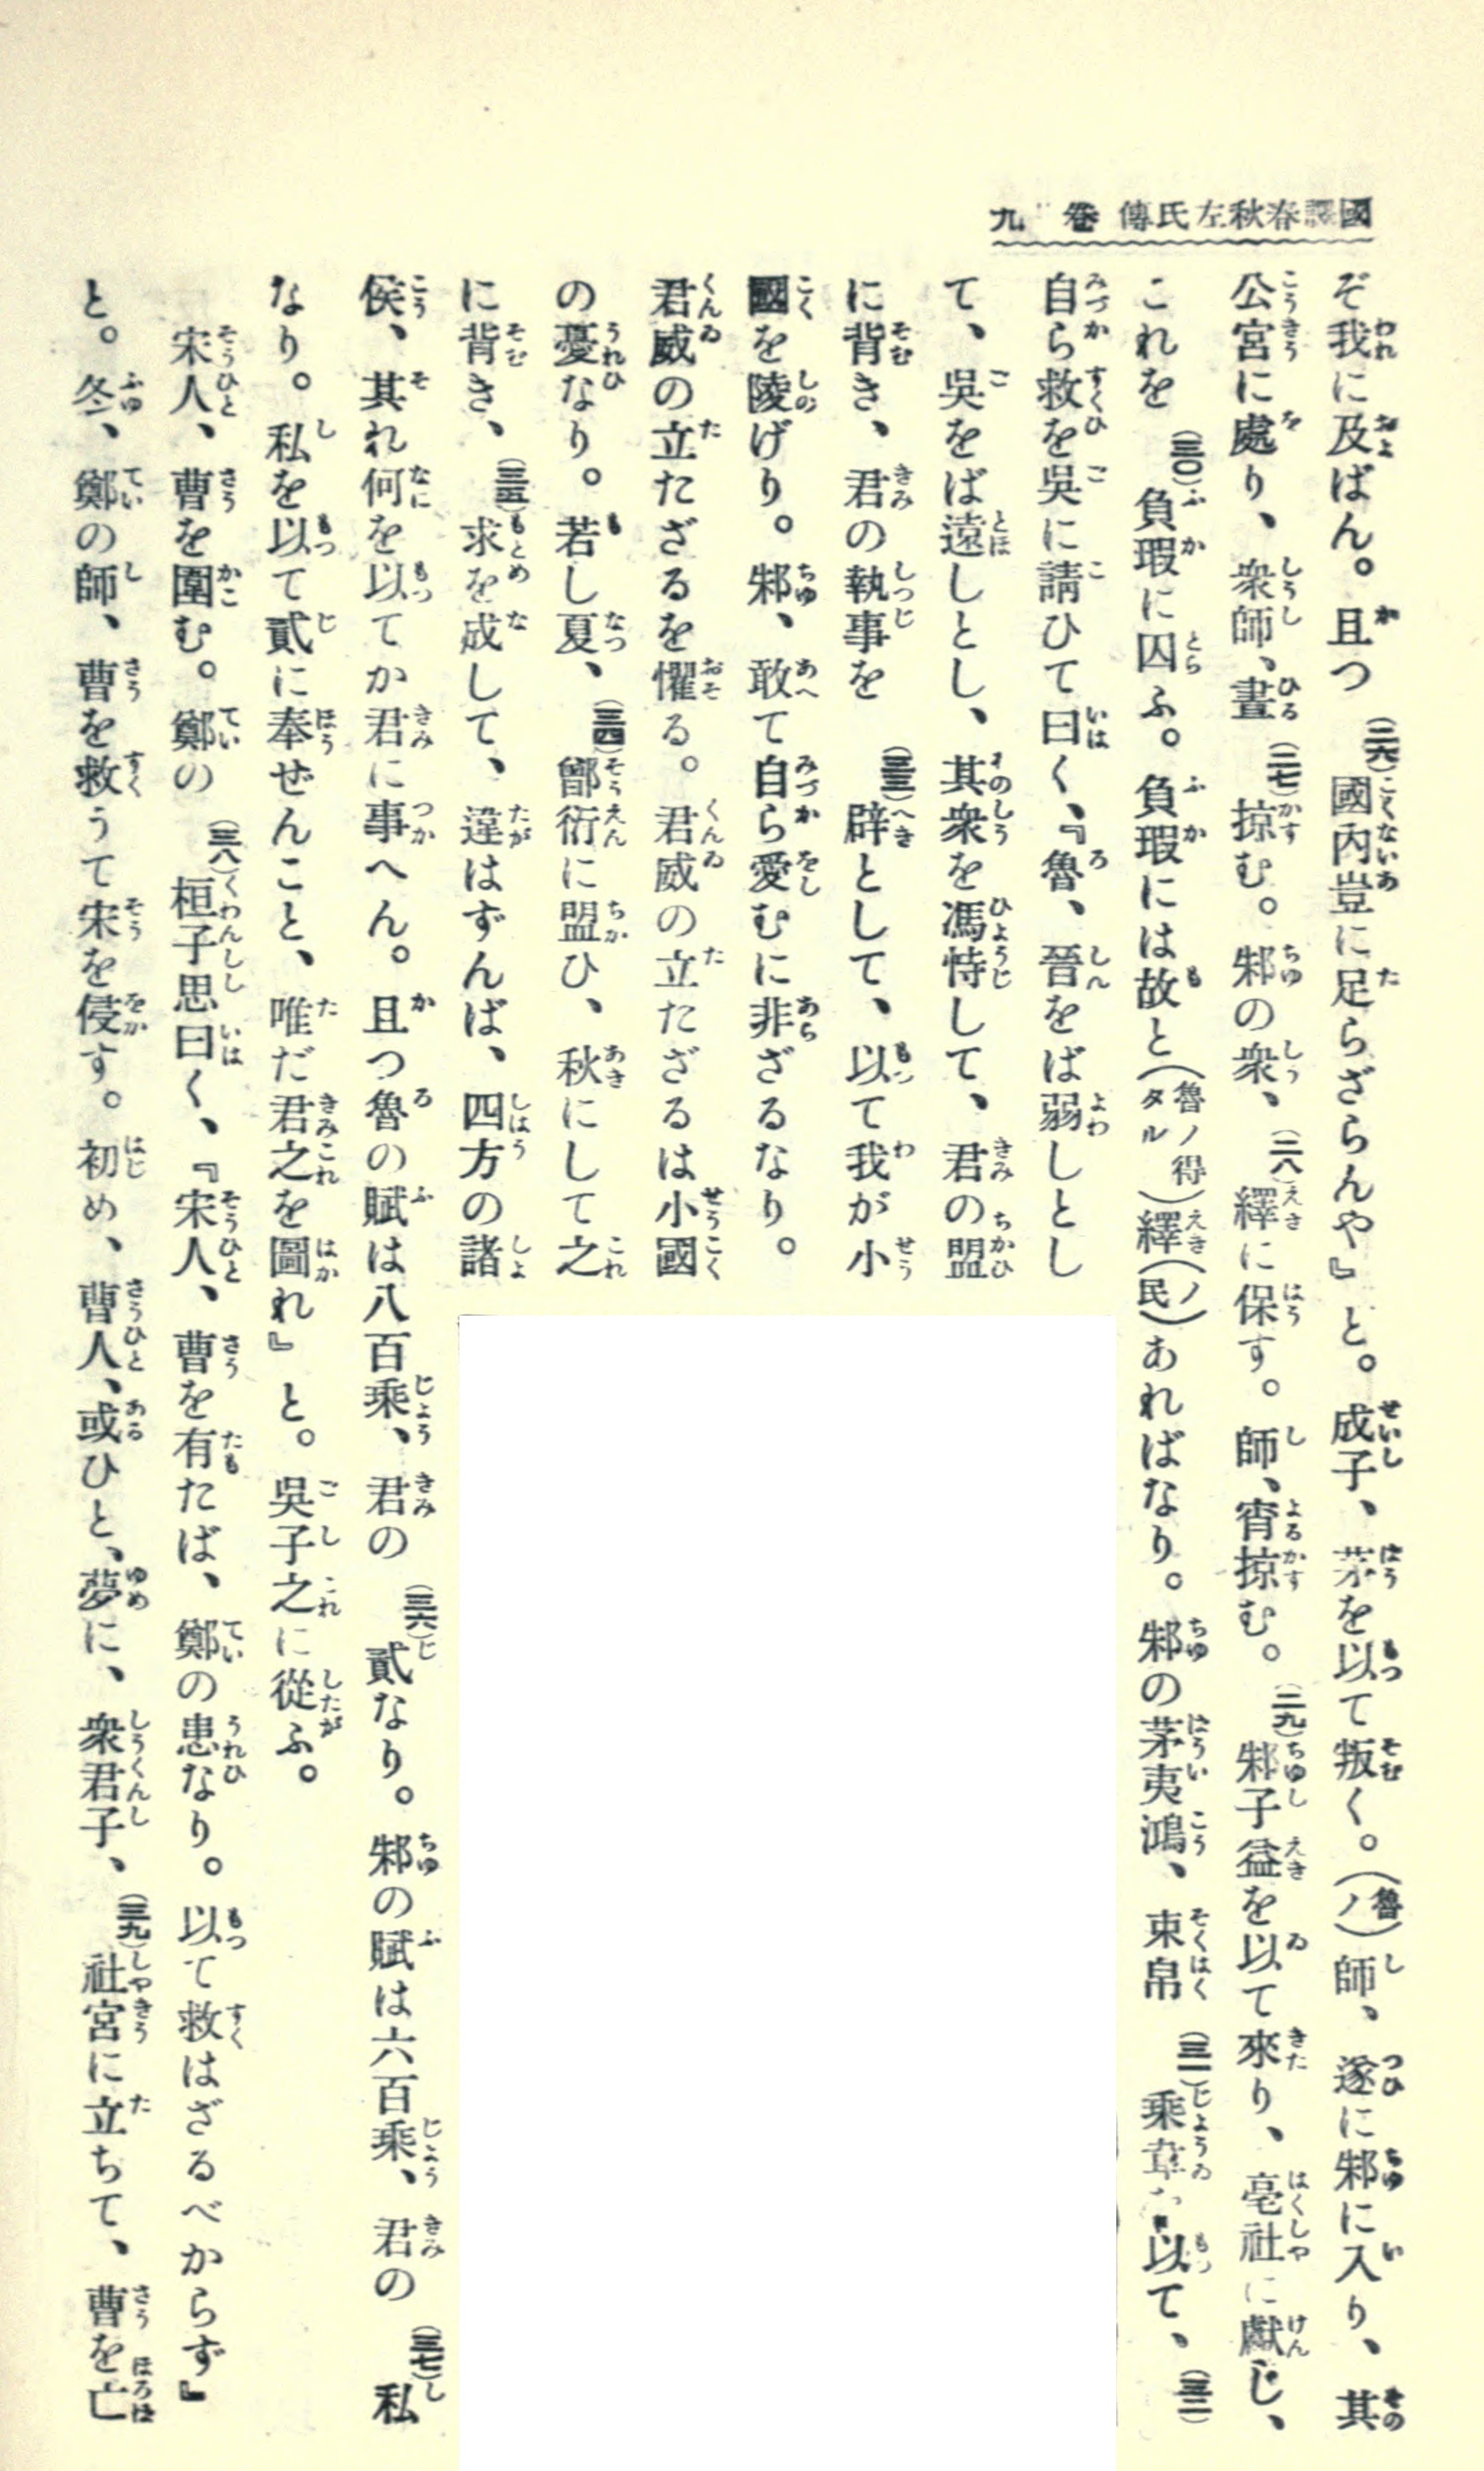 國譯春秋左氏傳卷九
ぞ我に及ばん。且つ(二六)國內豈に足らざらんや』と。成子、茅を以て叛く。(魯ノ)師、遂に邾に入り、其
公宮に處り、衆師、晝(二七)掠む。邾の衆、(二八)繹に保す。師、宵掠む。(二九)邾子益を以て來り、亳社に獻じ、
これを(三〇)負瑕に囚ふ。負瑕には故と(魯ノ得タル)繹(ノ民)あればなり。邾の茅夷鴻、束帛(三一)乘韋 以て、(三二)
自ら救を吳に請ひて曰く、『魯、晉をば弱しとし
て、吳をば遠しとし、其衆を馮恃して、君の盟
に背き、君の執事を(三三)辟として、以て我が小
國を陵げり。邾、敢て自ら愛むに非ざるなり。
君威の立たざるを懼る。君威の立たざるは小國
の憂なり。若し夏、(三四)鄫衍に盟ひ、秋にして之
に背き、(三五)求を成して、違はずんば、四方の諸
侯、其れ何を以てか君に事へん。且つ魯の賦は八百乘、君の(三六)貳なり。邾の賦は六百乘、君の(三七)私
なり。私を以て貳に奉ぜんこと、唯だ君之を圖れ』と。吳子之に從ふ。
宋人、曹を圍む。鄭の(三八)桓子思曰く、『宋人、曹を有たば、鄭の患なり。以て救はざるべからず』
と。冬、鄭の師、曹を救うて宋を侵す。初め、曹人、或ひと、夢に、衆君子、(三九)社宮に立ちて、曹を亡